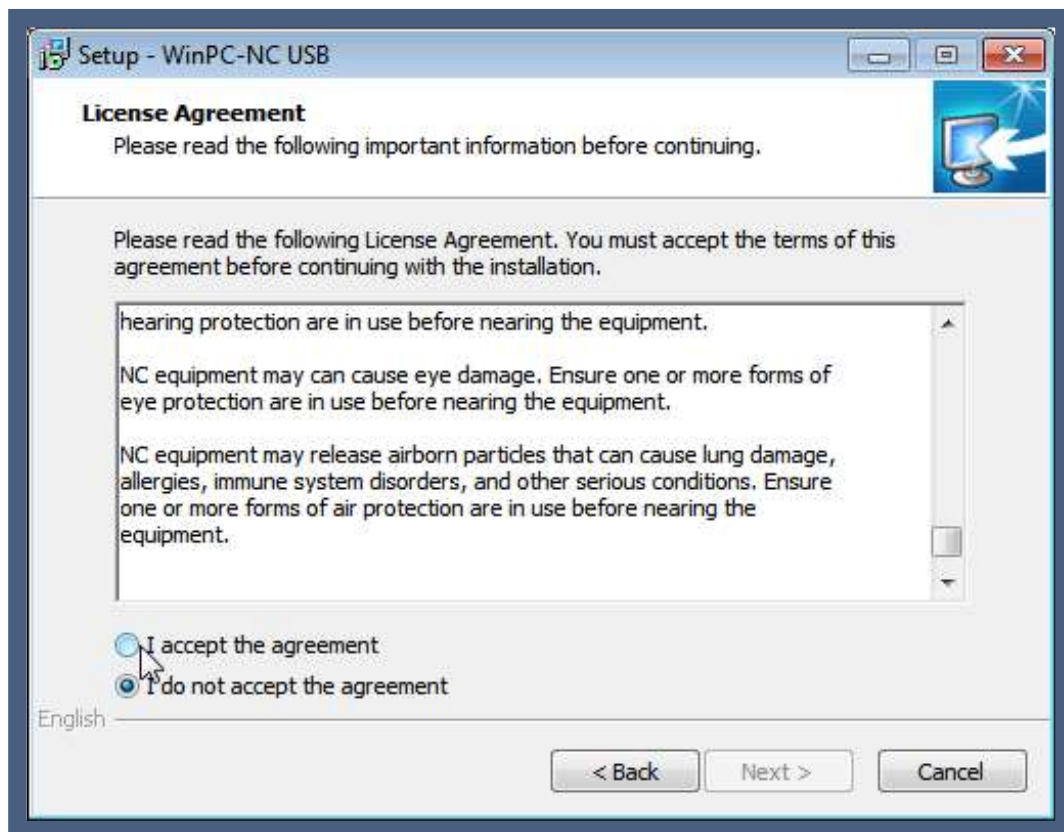 Setup - WinPC-NC USB
License Agreement
Please read the following important information before continuing.
Please read the following License Agreement. You must accept the terms of this
agreement before continuing with the installation.
hearing protection are in use before nearing the equipment.
NC equipment may can cause eye damage. Ensure one or more forms of
eye protection are in use before nearing the equipment.
NC equipment may release airborn particles that can cause lung damage,
allergies, immune system disorders, and other serious conditions. Ensure
one or more forms of air protection are in use before nearing the
equipment.
I accept the agreement
I do not accept the agreement
English
< Back
Next >
Cancel